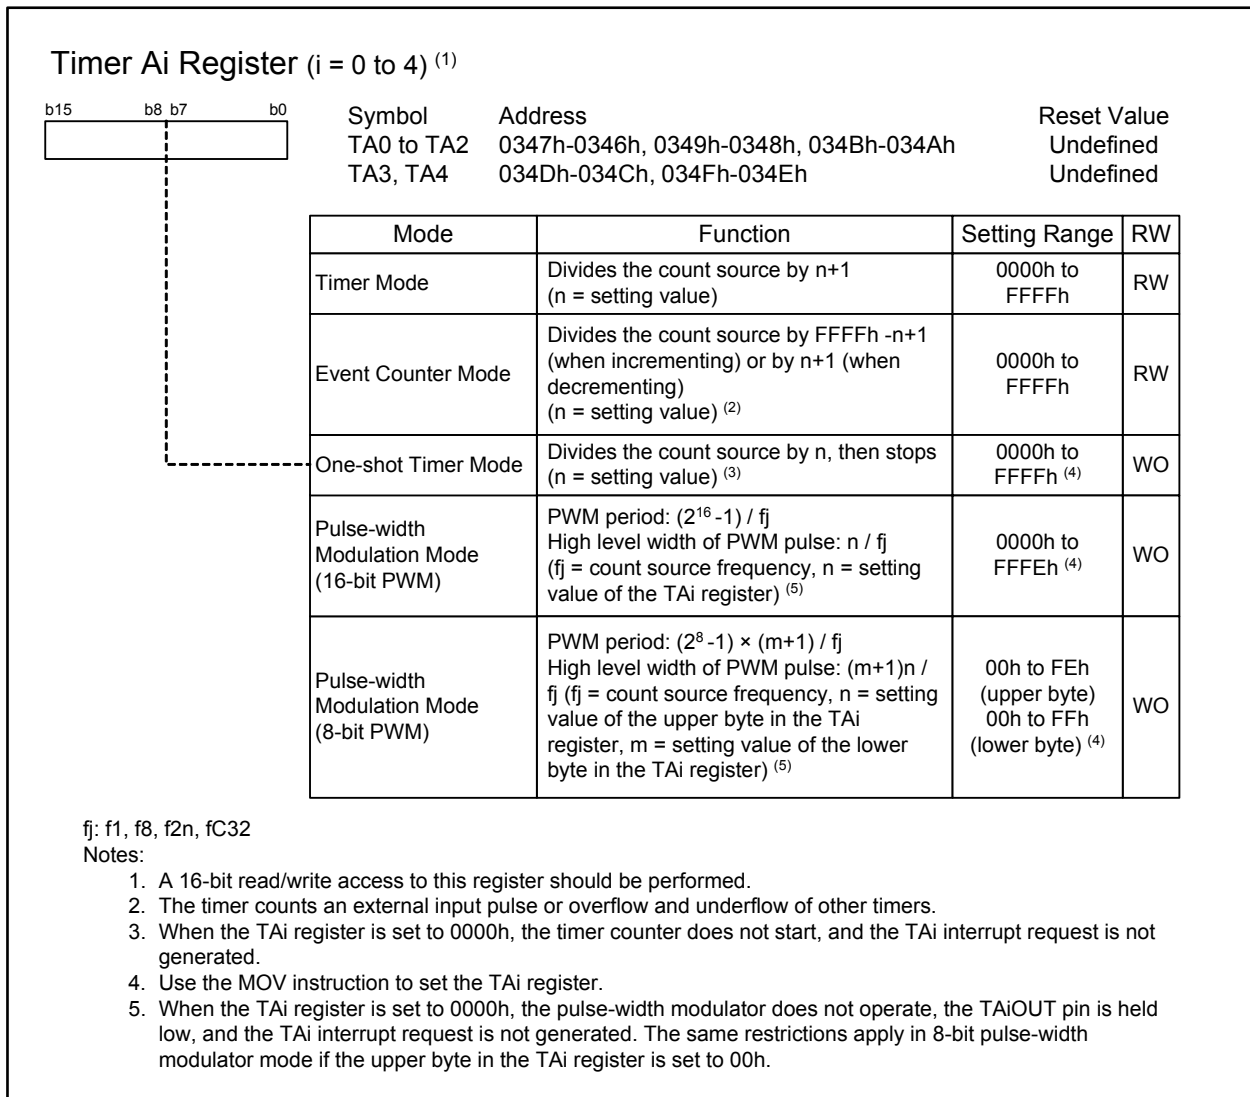 Timer Ai Register (i = 0 to 4) (1)
b15 b8 b7 b0
Symbol Address Reset Value
TA0 to TA2 0347h-0346h, 0349h-0348h, 034Bh-034Ah Undefined
TA3, TA4 034Dh-034Ch, 034Fh-034Eh Undefined
Mode Function Setting Range RW
Timer Mode
Divides the count source by n+1
(n = setting value)
0000h to
FFFFh
RW
Event Counter Mode
Divides the count source by FFFFh -n+1
(when incrementing) or by n+1 (when
decrementing)
(n = setting value) (2)
0000h to
FFFFh
RW
One-shot Timer Mode
Divides the count source by n, then stops
(n = setting value) (3)
0000h to
FFFFh (4)
WO
Pulse-width
Modulation Mode
(16-bit PWM)
PWM period: (2^16 -1) / fj
High level width of PWM pulse: n / fj
(fj = count source frequency, n = setting
value of the TAi register) (5)
0000h to
FFFEh (4)
WO
Pulse-width
Modulation Mode
(8-bit PWM)
PWM period: (2^8 -1) × (m+1) / fj
High level width of PWM pulse: (m+1)n /
fj (fj = count source frequency, n = setting
value of the upper byte in the TAi
register, m = setting value of the lower
byte in the TAi register) (5)
00h to FEh
(upper byte)
00h to FFh
(lower byte) (4)
WO
fj: f1, f8, f2n, fC32
Notes:
1. A 16-bit read/write access to this register should be performed.
2. The timer counts an external input pulse or overflow and underflow of other timers.
3. When the TAi register is set to 0000h, the timer counter does not start, and the TAi interrupt request is not
generated.
4. Use the MOV instruction to set the TAi register.
5. When the TAi register is set to 0000h, the pulse-width modulator does not operate, the TAiOUT pin is held
low, and the TAi interrupt request is not generated. The same restrictions apply in 8-bit pulse-width
modulator mode if the upper byte in the TAi register is set to 00h.